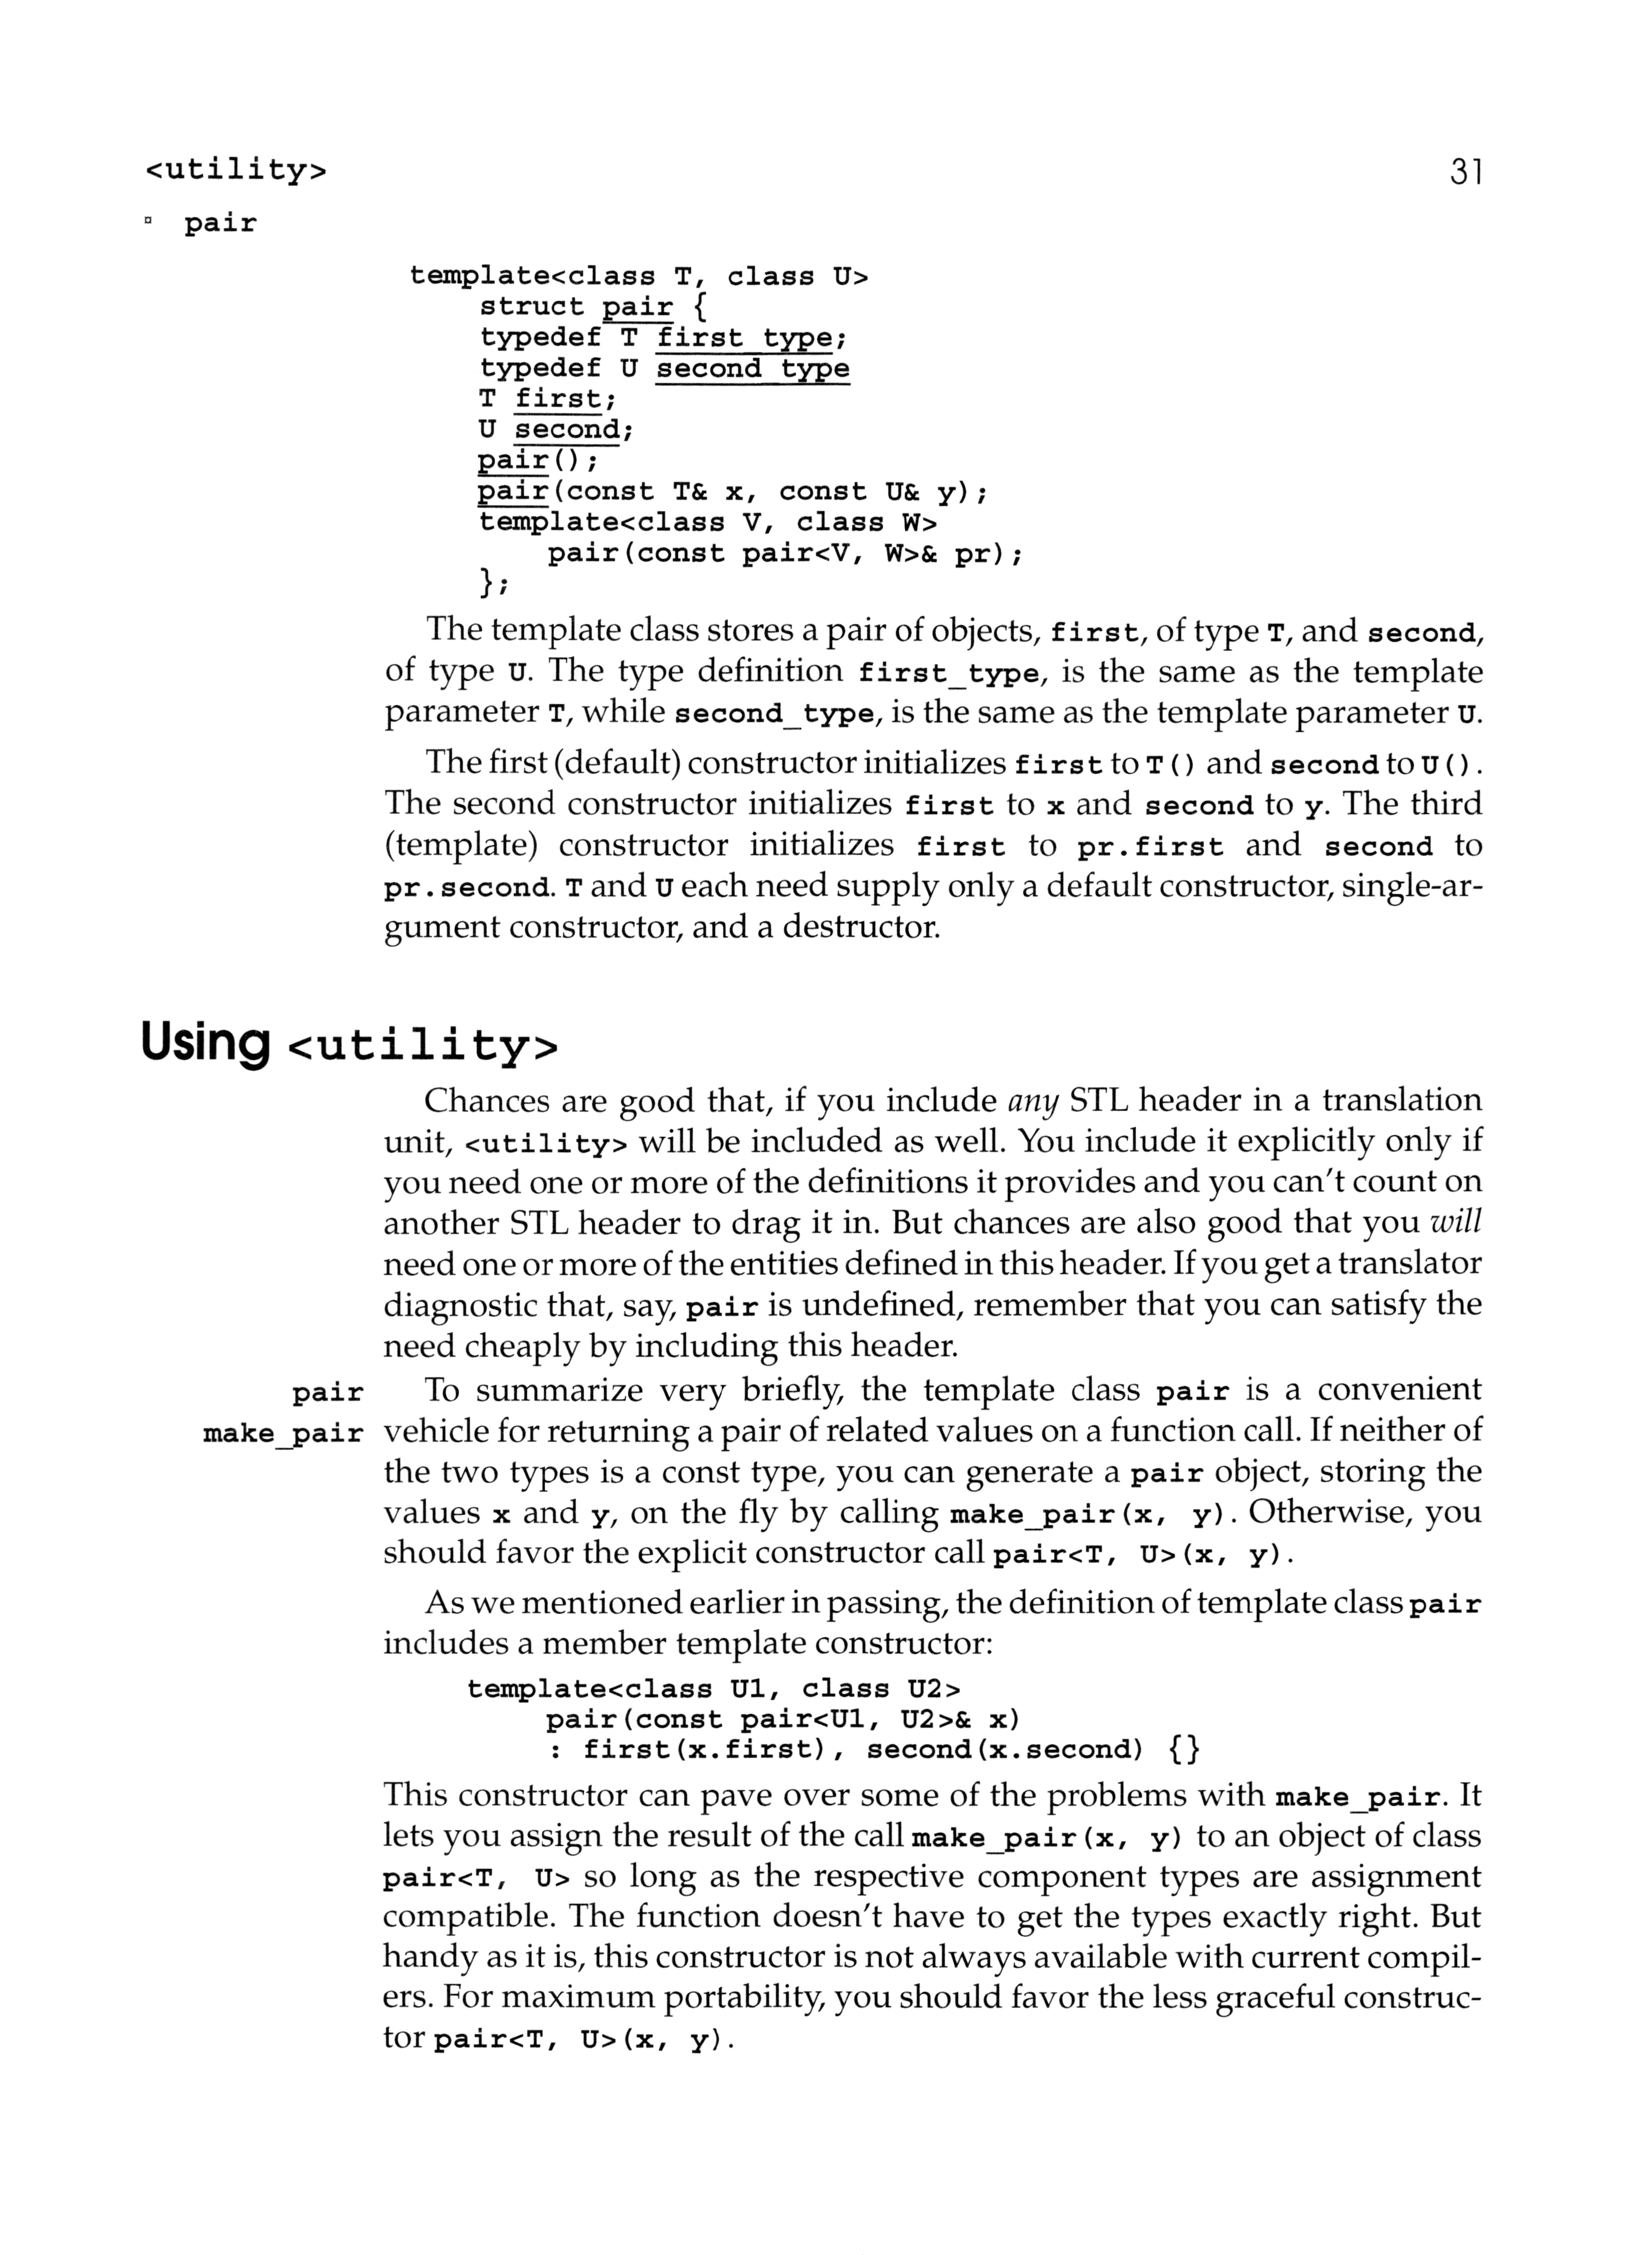 <utility> 31
▫ pair
template<class T, class U>
    struct pair {
    typedef T first_type;
    typedef U second_type
    T first;
    U second;
    pair();
    pair(const T& x, const U& y);
    template<class V, class W>
        pair(const pair<V, W>& pr);
    };
The template class stores a pair of objects, first, of type T, and second,
of type U. The type definition first_type, is the same as the template
parameter T, while second_type, is the same as the template parameter U.
The first (default) constructor initializes first to T() and second to U().
The second constructor initializes first to x and second to y. The third
(template) constructor initializes first to pr.first and second to
pr.second. T and U each need supply only a default constructor, single-ar-
gument constructor, and a destructor.
Using <utility>
Chances are good that, if you include any STL header in a translation
unit, <utility> will be included as well. You include it explicitly only if
you need one or more of the definitions it provides and you can't count on
another STL header to drag it in. But chances are also good that you will
need one or more of the entities defined in this header. If you get a translator
diagnostic that, say, pair is undefined, remember that you can satisfy the
need cheaply by including this header.
pair To summarize very briefly, the template class pair is a convenient
make_pair vehicle for returning a pair of related values on a function call. If neither of
the two types is a const type, you can generate a pair object, storing the
values x and y, on the fly by calling make_pair(x, y). Otherwise, you
should favor the explicit constructor call pair<T, U>(x, y).
As we mentioned earlier in passing, the definition of template class pair
includes a member template constructor:
template<class U1, class U2>
    pair(const pair<U1, U2>& x)
    : first(x.first), second(x.second) {}
This constructor can pave over some of the problems with make_pair. It
lets you assign the result of the call make_pair(x, y) to an object of class
pair<T, U> so long as the respective component types are assignment
compatible. The function doesn't have to get the types exactly right. But
handy as it is, this constructor is not always available with current compil-
ers. For maximum portability, you should favor the less graceful construc-
tor pair<T, U>(x, y).